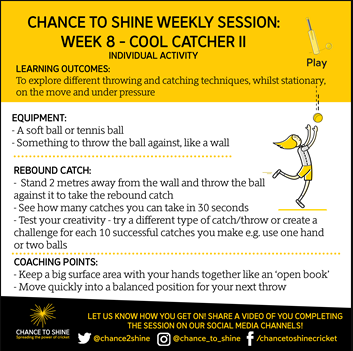 CHANCE TO SHINE WEEKLY SESSION:
WEEK 8 - COOL CATCHER II
INDIVIDUAL ACTIVITY
Play
LEARNING OUTCOMES:
To explore different throwing and catching techniques, whilst stationary,
on the move and under pressure
EQUIPMENT:
- A soft ball or tennis ball
- Something to throw the ball against, like a wall
REBOUND CATCH:
- Stand 2 metres away from the wall and throw the ball
against it to take the rebound catch
- See how many catches you can take in 30 seconds
- Test your creativity - try a different type of catch/throw or create a
challenge for each 10 successful catches you make e.g. use one hand
or two balls
COACHING POINTS:
- Keep a big surface area with your hands together like an 'open book'
- Move quickly into a balanced position for your next throw
CHANCE TO SHINE
Spreading the power of cricket
LET US KNOW HOW YOU GET ON! SHARE A VIDEO OF YOU COMPLETING
THE SESSION ON OUR SOCIAL MEDIA CHANNELS!
@chance2shine @chance_to_shine /chancetoshinecricket